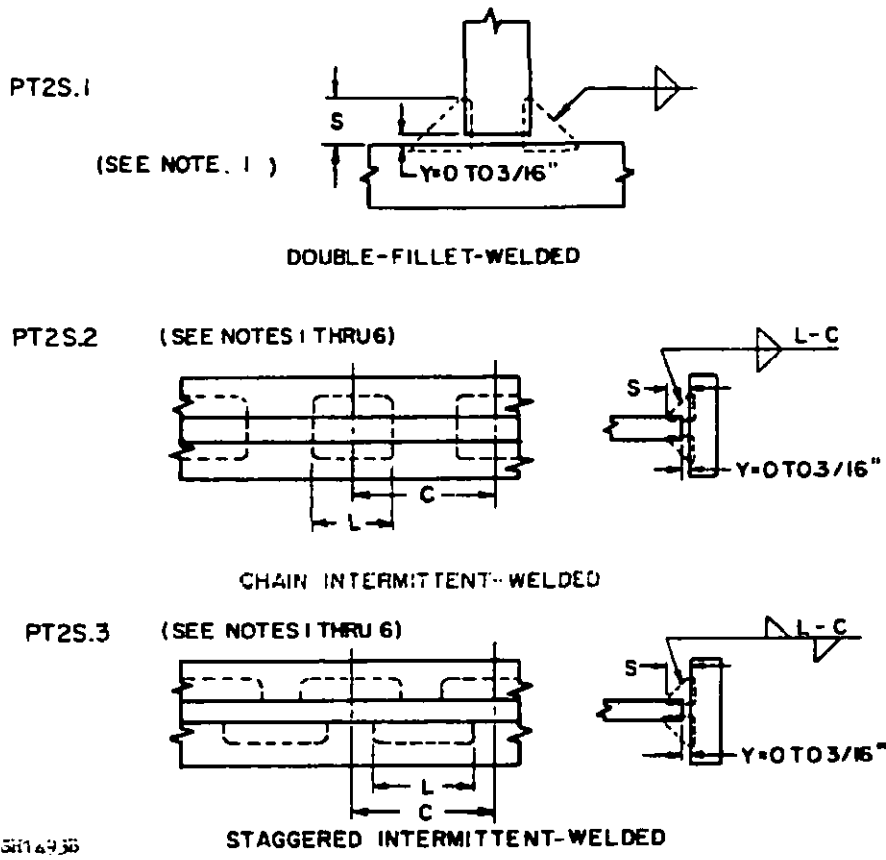 PT2S.1
S
(SEE NOTE. 1 )
Y=0 TO 3/16"
DOUBLE-FILLET-WELDED
PT2S.2 (SEE NOTES 1 THRU 6)
L-C
S
Y=0 TO 3/16"
C
L
CHAIN INTERMITTENT-WELDED
PT2S.3 (SEE NOTES 1 THRU 6)
L-C
S
Y=0 TO 3/16"
L
C
STAGGERED INTERMITTENT-WELDED